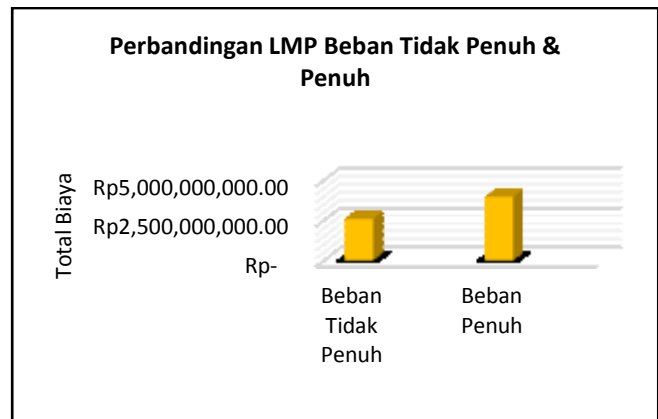 Perbandingan LMP Beban Tidak Penuh &
Penuh
Total Biaya
Rp5,000,000,000.00
Rp2,500,000,000.00
Rp-
Beban
Tidak
Penuh
Beban
Penuh